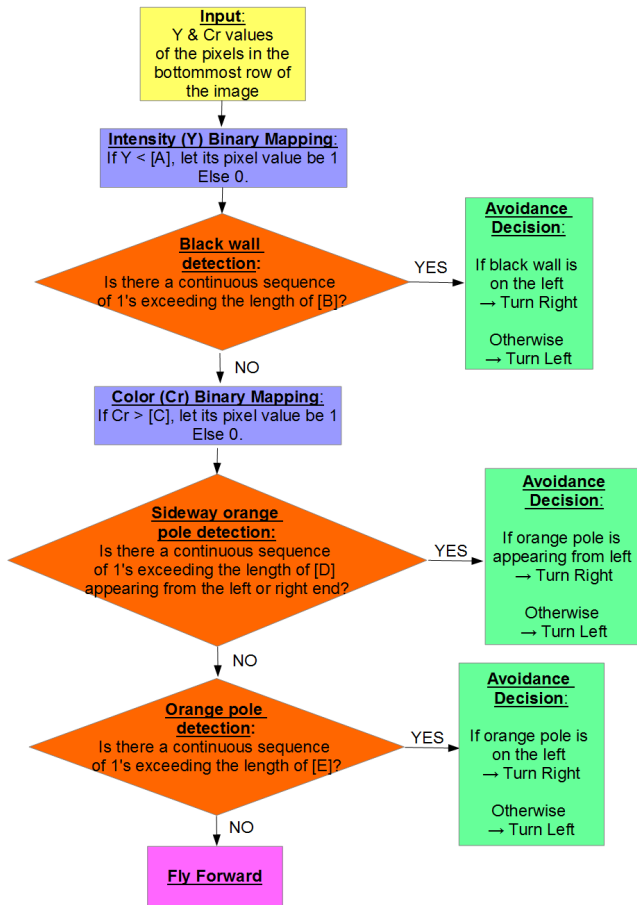 Input:
Y & Cr values
of the pixels in the
bottommost row of
the image
Intensity (Y) Binary Mapping:
If Y < [A], let its pixel value be 1
Else 0.
Black wall
detection:
Is there a continuous sequence
of 1's exceeding the length of [B]?
YES
Avoidance
Decision:
If black wall is
on the left
→ Turn Right
Otherwise
→ Turn Left
NO
Color (Cr) Binary Mapping:
If Cr > [C], let its pixel value be 1
Else 0.
Sideway orange
pole detection:
Is there a continuous sequence
of 1's exceeding the length of [D]
appearing from the left or right end?
YES
Avoidance
Decision:
If orange pole is
appearing from left
→ Turn Right
Otherwise
→ Turn Left
NO
Orange pole
detection:
Is there a continuous sequence
of 1's exceeding the length of [E]?
YES
Avoidance
Decision:
If orange pole is
on the left
→ Turn Right
Otherwise
→ Turn Left
NO
Fly Forward